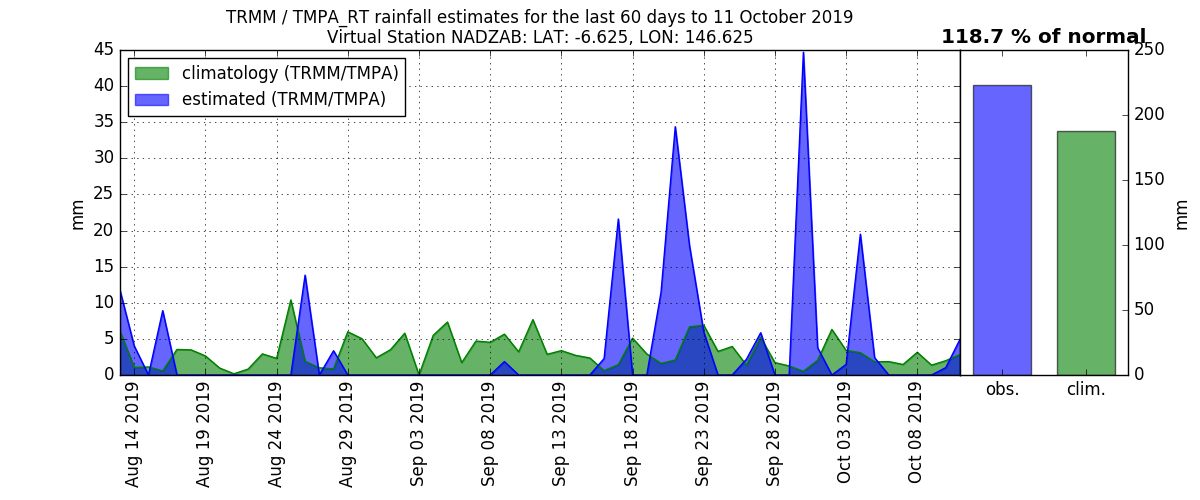 TRMM / TMPA_RT rainfall estimates for the last 60 days to 11 October 2019
Virtual Station NADZAB: LAT: -6.625, LON: 146.625
118.7 % of normal
climatology (TRMM/TMPA)
estimated (TRMM/TMPA)
45
40
35
30
25
20
15
10
5
0
mm
Aug 14 2019
Aug 19 2019
Aug 24 2019
Aug 29 2019
Sep 03 2019
Sep 08 2019
Sep 13 2019
Sep 18 2019
Sep 23 2019
Sep 28 2019
Oct 03 2019
Oct 08 2019
obs.
clim.
250
200
150
100
50
0
mm